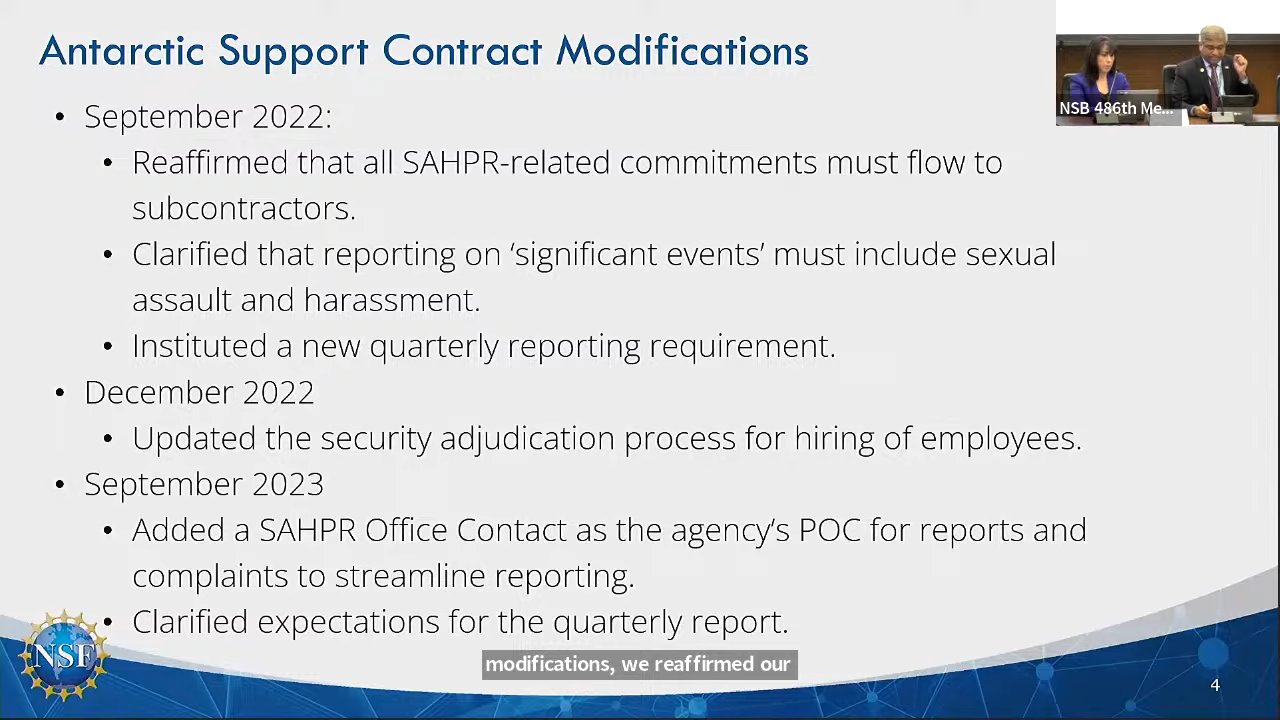 Antarctic Support Contract Modifications
NSB 486th Me...
• September 2022:
• Reaffirmed that all SAHPR-related commitments must flow to
subcontractors.
• Clarified that reporting on ‘significant events’ must include sexual
assault and harassment.
• Instituted a new quarterly reporting requirement.
• December 2022
• Updated the security adjudication process for hiring of employees.
• September 2023
• Added a SAHPR Office Contact as the agency’s POC for reports and
complaints to streamline reporting.
• Clarified expectations for the quarterly report.
NSF
modifications, we reaffirmed our
4